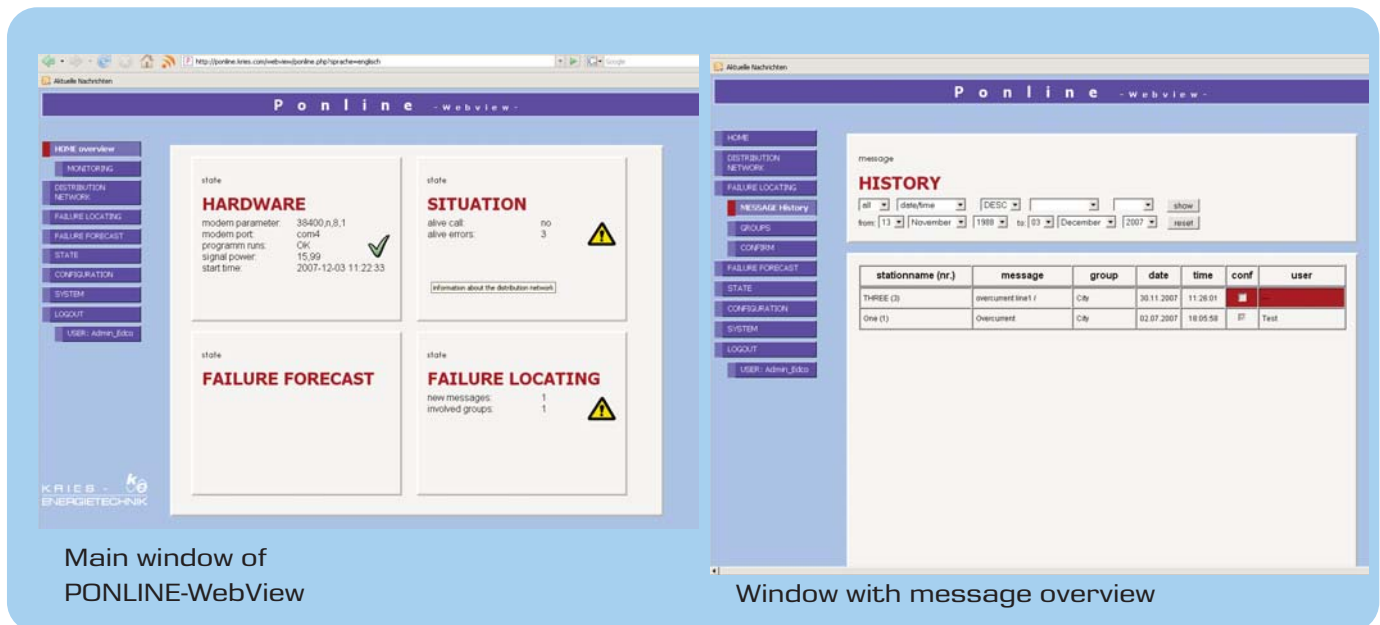 http://ponline.kries.com/webview/ponline.php?sprache=englisch
Google
Aktuelle Nachrichten
Ponline -Webview-
HOME overview
MONITORING
DISTRIBUTION
NETWORK
FAILURE LOCATING
FAILURE FORECAST
STATE
CONFIGURATION
SYSTEM
LOGOUT
USER: Admin_Edco
KRIES - ke
ENERGIETECHNIK
state
HARDWARE
modem parameter: 38400,n,8,1
modem port: com4
programm runs: OK
signal power: 15,99
start time: 2007-12-03 11:22:33
state
SITUATION
alive call: no
alive errors: 3
information about the distribution network
state
FAILURE FORECAST
state
FAILURE LOCATING
new messages: 1
involved groups: 1
Main window of
PONLINE-WebView
Aktuelle Nachrichten
Ponline -Webview-
HOME
DISTRIBUTION
NETWORK
FAILURE LOCATING
MESSAGE History
GROUPS
CONFIRM
FAILURE FORECAST
STATE
CONFIGURATION
SYSTEM
LOGOUT
USER: Admin_Edco
message
HISTORY
all date/time DESC show
from: 13 November 1988 to: 03 December 2007 reset
stationname (nr.) message group date time conf user
THREE (3) overcurrent line1 / City 30.11.2007 11:26:01 ---
One (1) Overcurrent City 02.07.2007 18:05:58 Test
Window with message overview